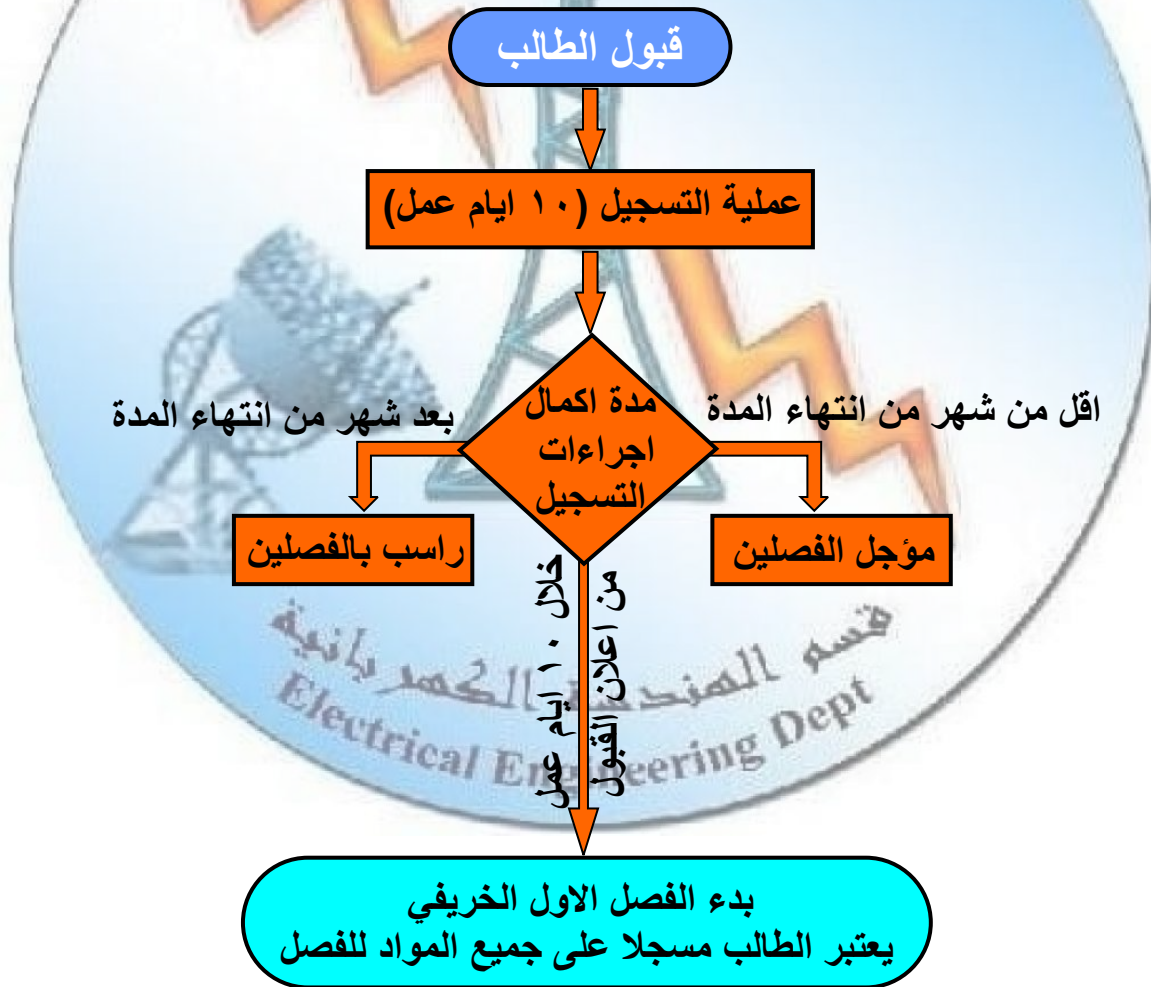 قبول الطالب
عملية التسجيل (١٠ ايام عمل)
مدة اكمال
اجراءات
التسجيل
اقل من شهر من انتهاء المدة
بعد شهر من انتهاء المدة
مؤجل الفصلين
راسب بالفصلين
خلال ١٠ ايام عمل
من اعلان القبول
قسم الهندسة الكهربائية
Electrical Engineering Dept
بدء الفصل الاول الخريفي
يعتبر الطالب مسجلا على جميع المواد للفصل